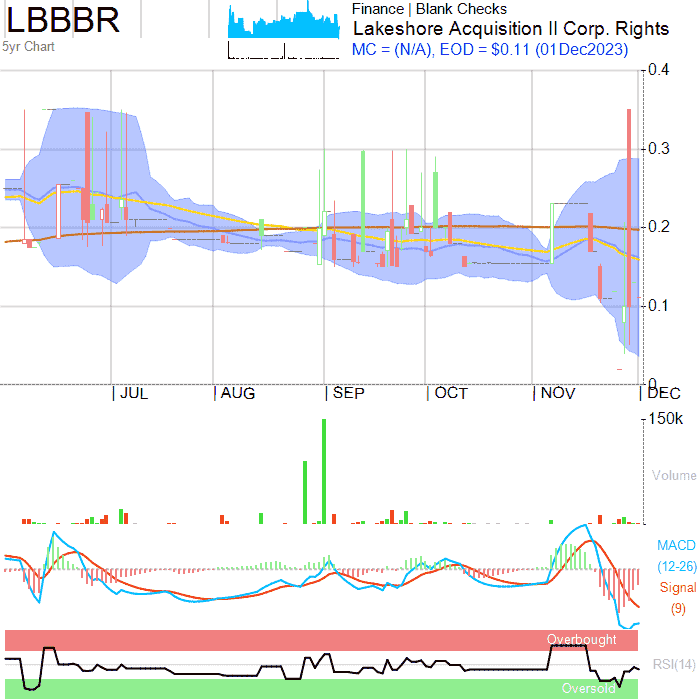 LBBBR
5yr Chart
Finance | Blank Checks
Lakeshore Acquisition II Corp. Rights
MC = (N/A), EOD = $0.11 (01Dec2023)
0.4
0.3
0.2
0.1
0
JUL
AUG
SEP
OCT
NOV
DEC
150k
Volume
MACD
(12-26)
Signal
(9)
Overbought
RSI(14)
Oversold